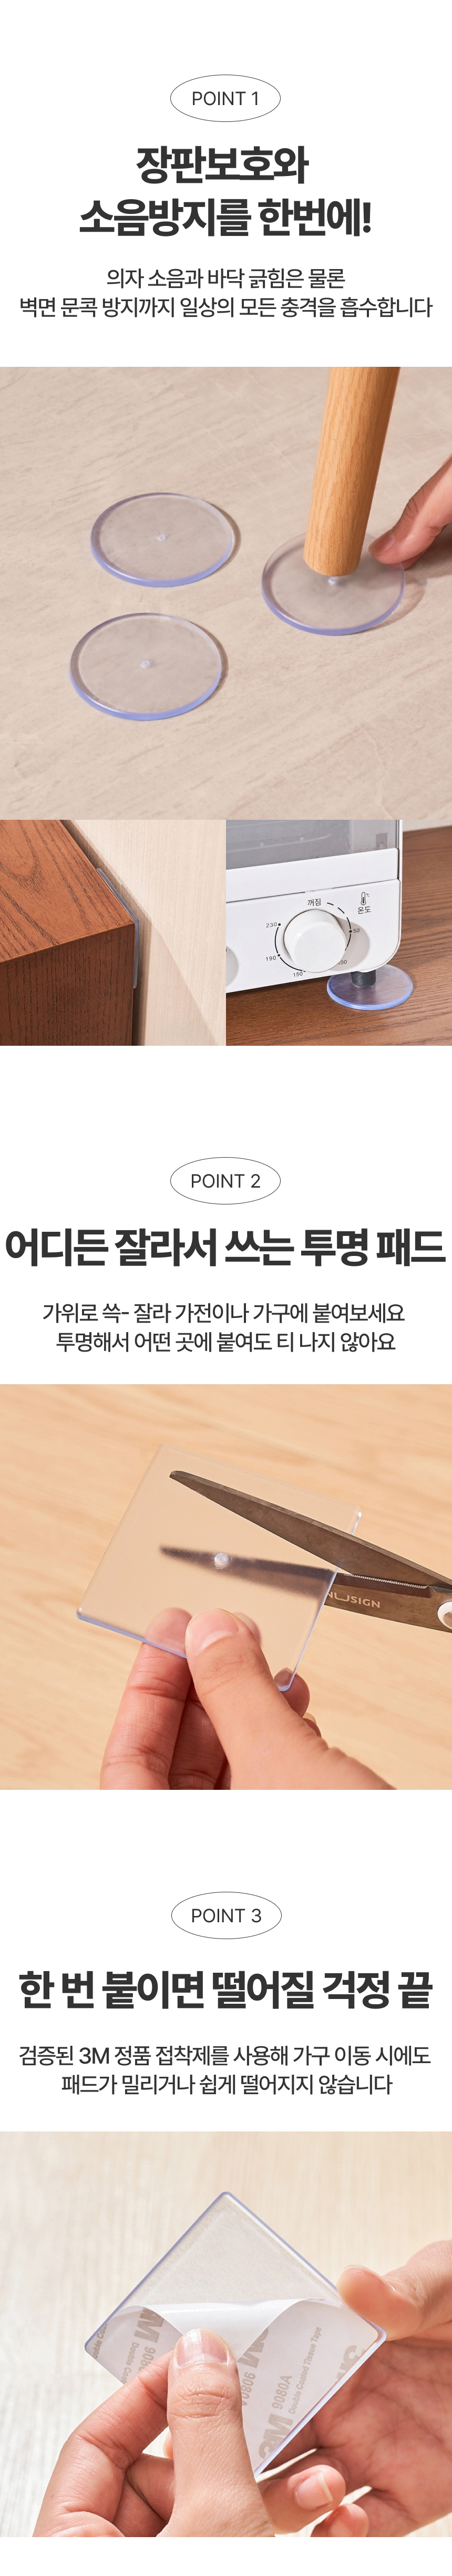 POINT 1
장판보호와
소음방지를 한번에!
의자 소음과 바닥 긁힘은 물론
벽면 문콕 방지까지 일상의 모든 충격을 흡수합니다
꺼짐
온도
230
190
150
POINT 2
어디든 잘라서 쓰는 투명 패드
가위로 쓱- 잘라 가전이나 가구에 붙여보세요
투명해서 어떤 곳에 붙여도 티 나지 않아요
POINT 3
한 번 붙이면 떨어질 걱정 끝
검증된 3M 정품 접착제를 사용해 가구 이동 시에도
패드가 밀리거나 쉽게 떨어지지 않습니다
3M 9080A
Double Coated Tissue Tape